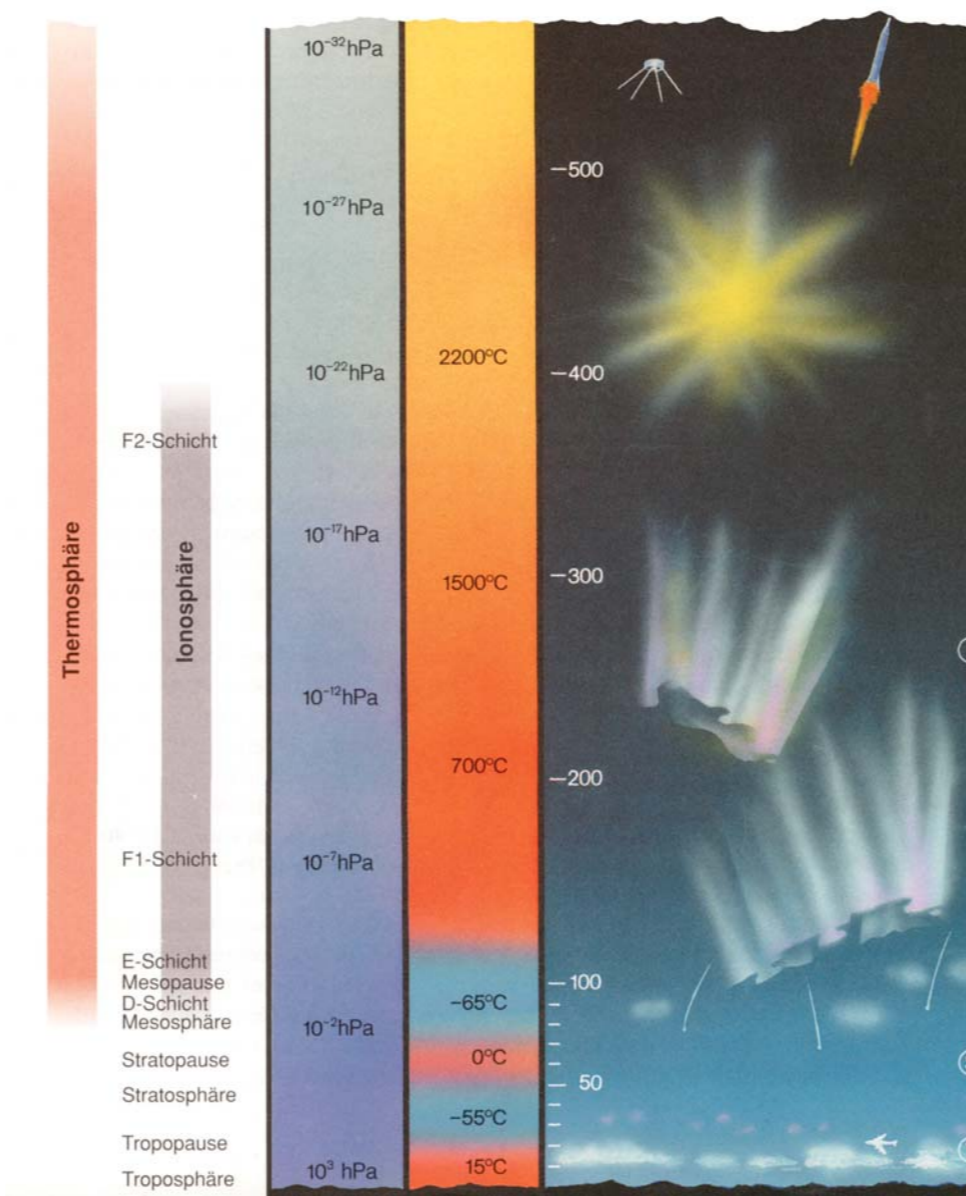 Thermosphäre
Ionosphäre
F2-Schicht
F1-Schicht
E-Schicht
Mesopause
D-Schicht
Mesosphäre
Stratopause
Stratosphäre
Tropopause
Troposphäre
10⁻³²hPa
10⁻²⁷hPa
10⁻²²hPa
10⁻¹⁷hPa
10⁻¹²hPa
10⁻⁷hPa
10⁻²hPa
10³ hPa
2200°C
1500°C
700°C
–65°C
0°C
–55°C
15°C
500
400
300
200
100
50